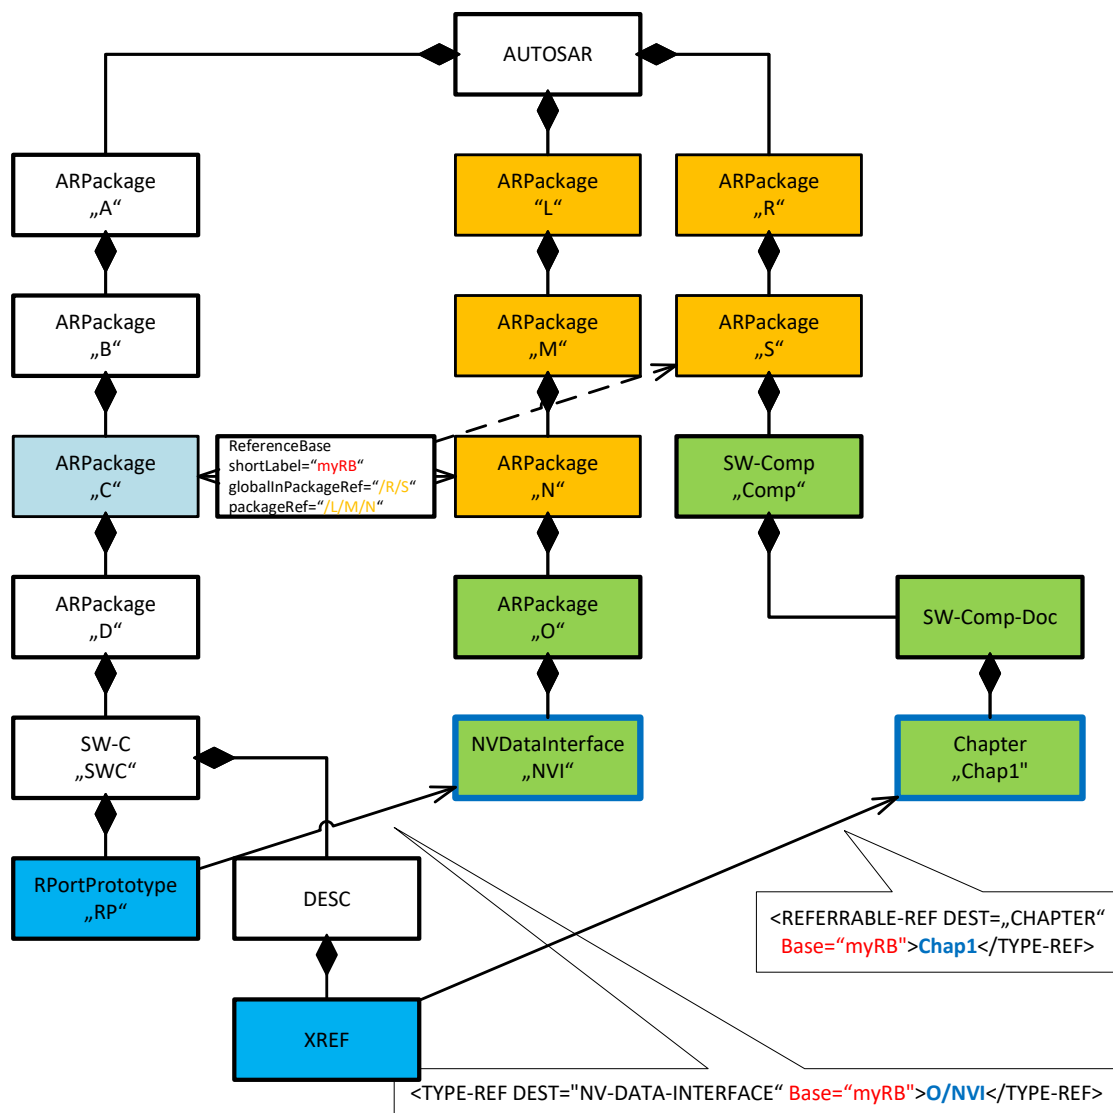 AUTOSAR
ARPackage
„A“
ARPackage
“L“
ARPackage
„R“
ARPackage
„B“
ARPackage
„M“
ARPackage
„S“
ARPackage
„C“
ReferenceBase
shortLabel=“myRB“
globalInPackageRef=“/R/S“
packageRef=“/L/M/N“
ARPackage
„N“
SW-Comp
„Comp“
ARPackage
„D“
ARPackage
„O“
SW-Comp-Doc
SW-C
„SWC“
NVDataInterface
„NVI“
Chapter
„Chap1"
RPortPrototype
„RP“
DESC
<REFERRABLE-REF DEST=„CHAPTER“
Base=“myRB">Chap1</TYPE-REF>
XREF
<TYPE-REF DEST="NV-DATA-INTERFACE“ Base=“myRB">O/NVI</TYPE-REF>